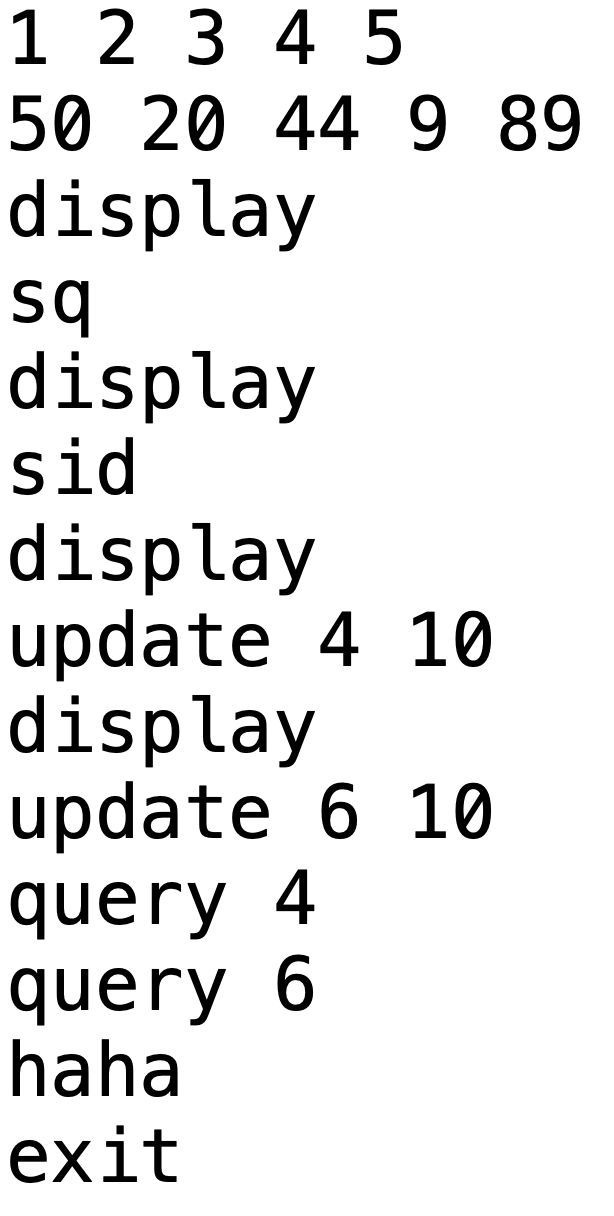 1 2 3 4 5
50 20 44 9 89
display
sq
display
sid
display
update 4 10
display
update 6 10
query 4
query 6
haha
exit